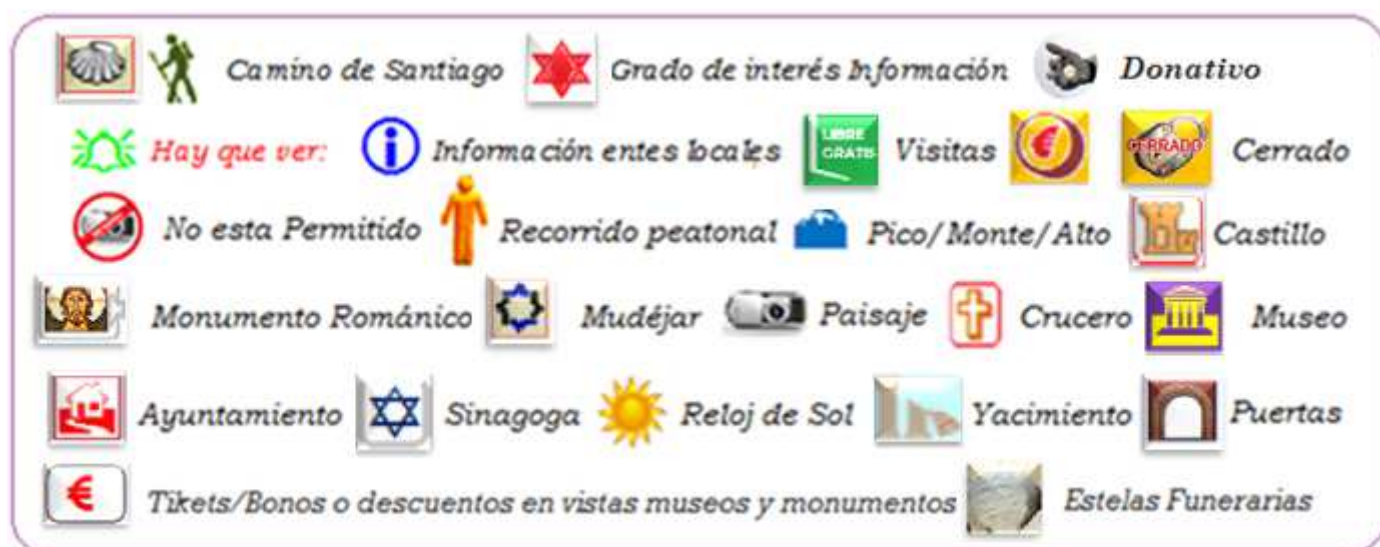 Camino de Santiago Grado de interés Información Donativo
Hay que ver: i Información entes locales LIBRE GRATIS Visitas € CERRADO Cerrado
No esta Permitido Recorrido peatonal Pico/Monte/Alto Castillo
Monumento Románico Mudéjar Paisaje Crucero Museo
Ayuntamiento Sinagoga Reloj de Sol Yacimiento Puertas
€ Tikets/Bonos o descuentos en vistas museos y monumentos Estelas Funerarias